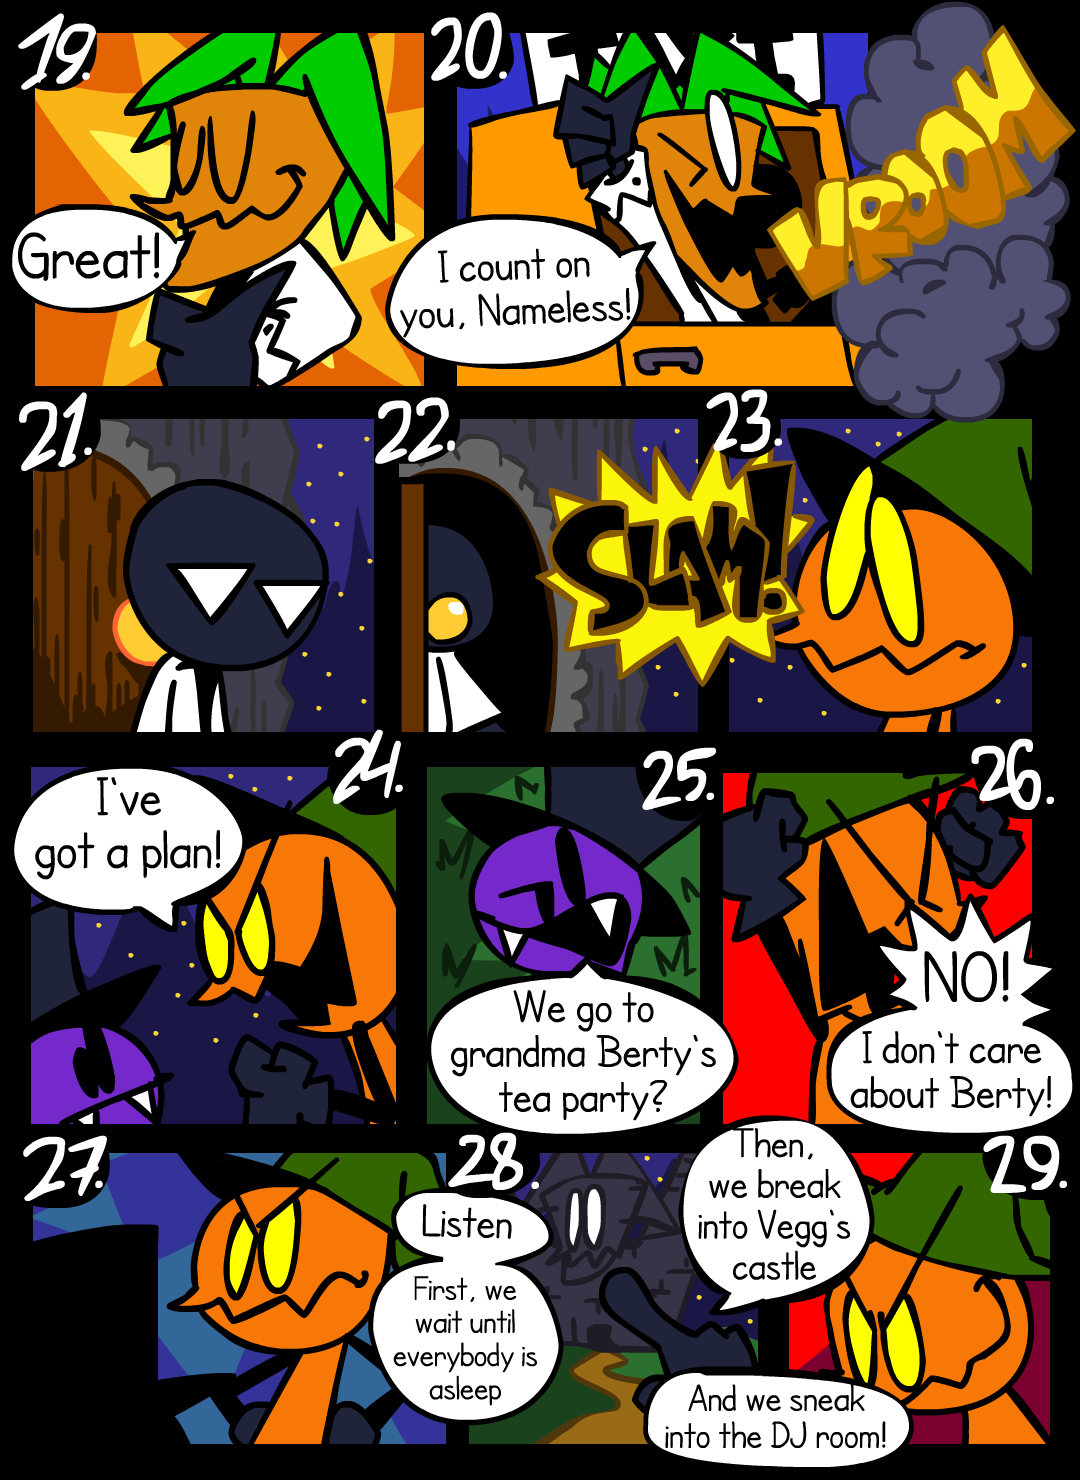 19.
Great!
20.
VROOM
I count on
you, Nameless!
21.
22.
SLAM!
23.
24.
I've
got a plan!
25.
We go to
grandma Berty's
tea party?
26.
NO!
I don't care
about Berty!
27.
Listen
First, we
wait until
everybody is
asleep
28.
Then,
we break
into Vegg's
castle
29.
And we sneak
into the DJ room!